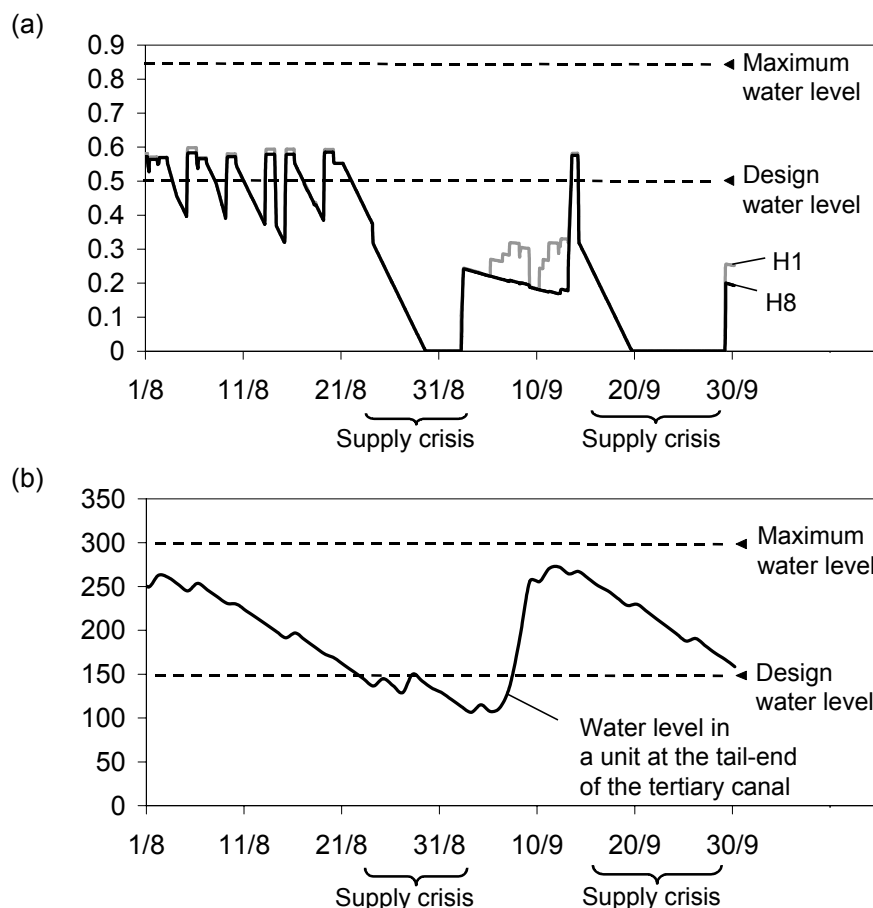 (a)
0.9
0.8
0.7
0.6
0.5
0.4
0.3
0.2
0.1
0
Maximum
water level
Design
water level
H1
H8
1/8 11/8 21/8 31/8 10/9 20/9 30/9
Supply crisis Supply crisis
(b)
350
300
250
200
150
100
50
0
Maximum
water level
Design
water level
Water level in
a unit at the tail-end
of the tertiary canal
1/8 11/8 21/8 31/8 10/9 20/9 30/9
Supply crisis Supply crisis